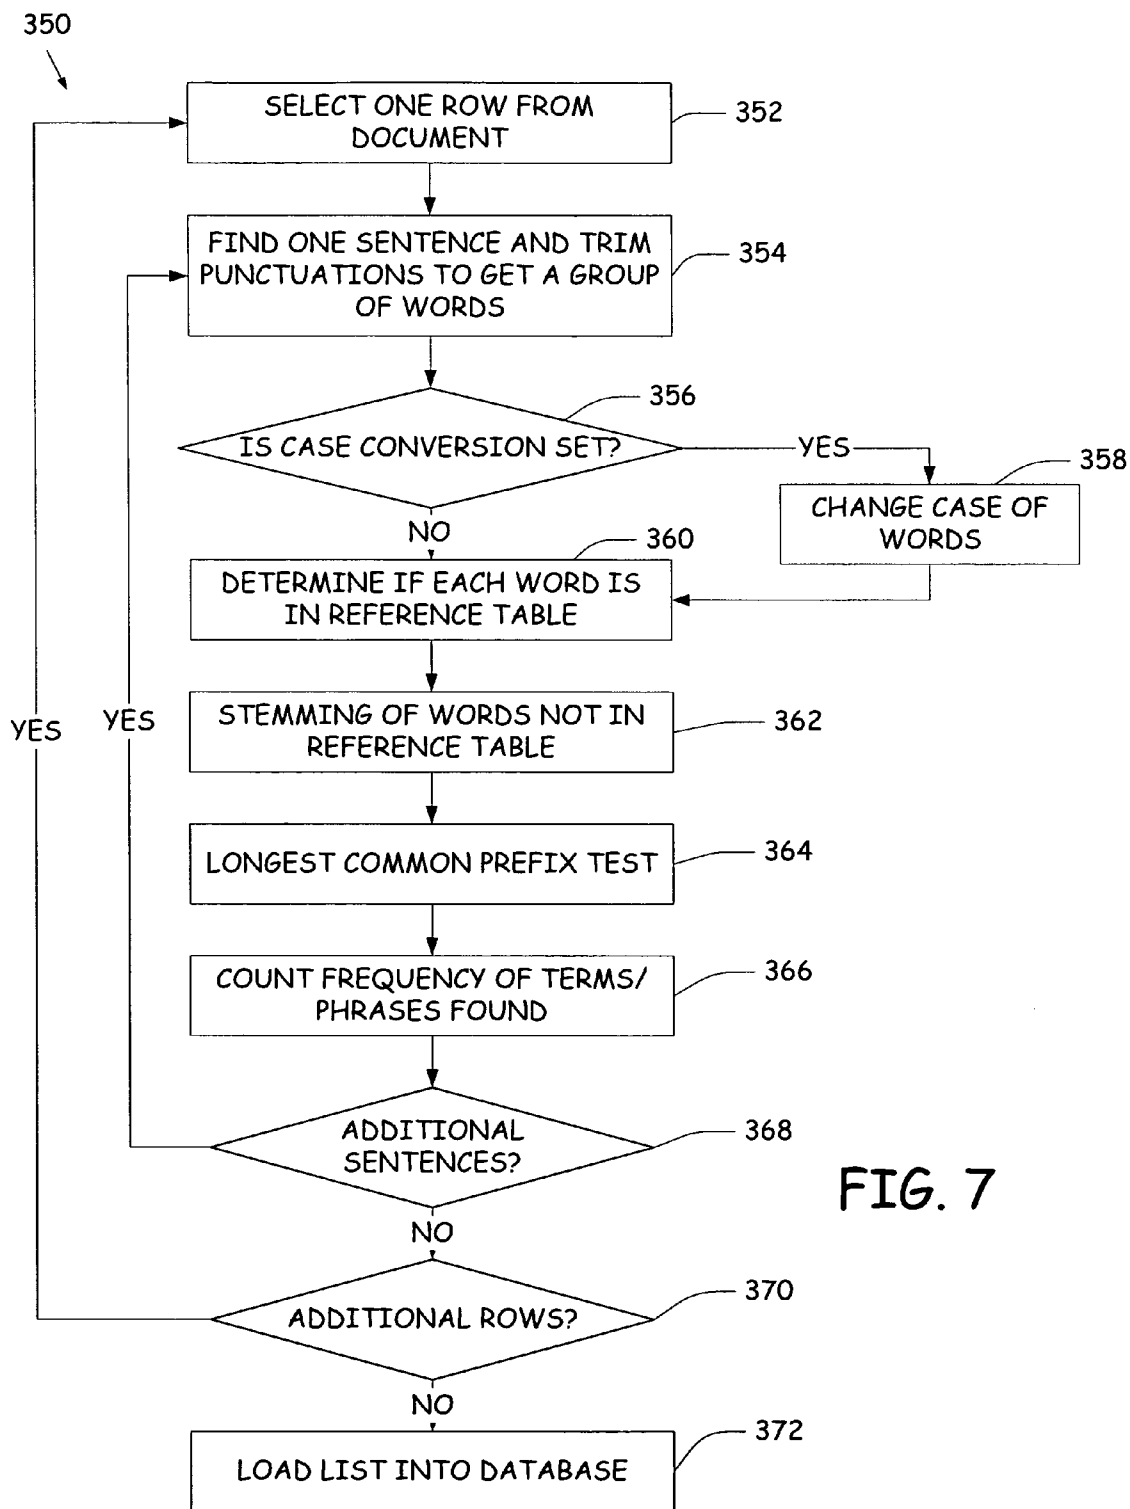 350
SELECT ONE ROW FROM
DOCUMENT
352
FIND ONE SENTENCE AND TRIM
PUNCTUATIONS TO GET A GROUP
OF WORDS
354
IS CASE CONVERSION SET?
356
YES
CHANGE CASE OF
WORDS
358
NO
DETERMINE IF EACH WORD IS
IN REFERENCE TABLE
360
STEMMING OF WORDS NOT IN
REFERENCE TABLE
362
YES
YES
LONGEST COMMON PREFIX TEST
364
COUNT FREQUENCY OF TERMS/
PHRASES FOUND
366
ADDITIONAL
SENTENCES?
368
FIG. 7
NO
ADDITIONAL ROWS?
370
NO
LOAD LIST INTO DATABASE
372